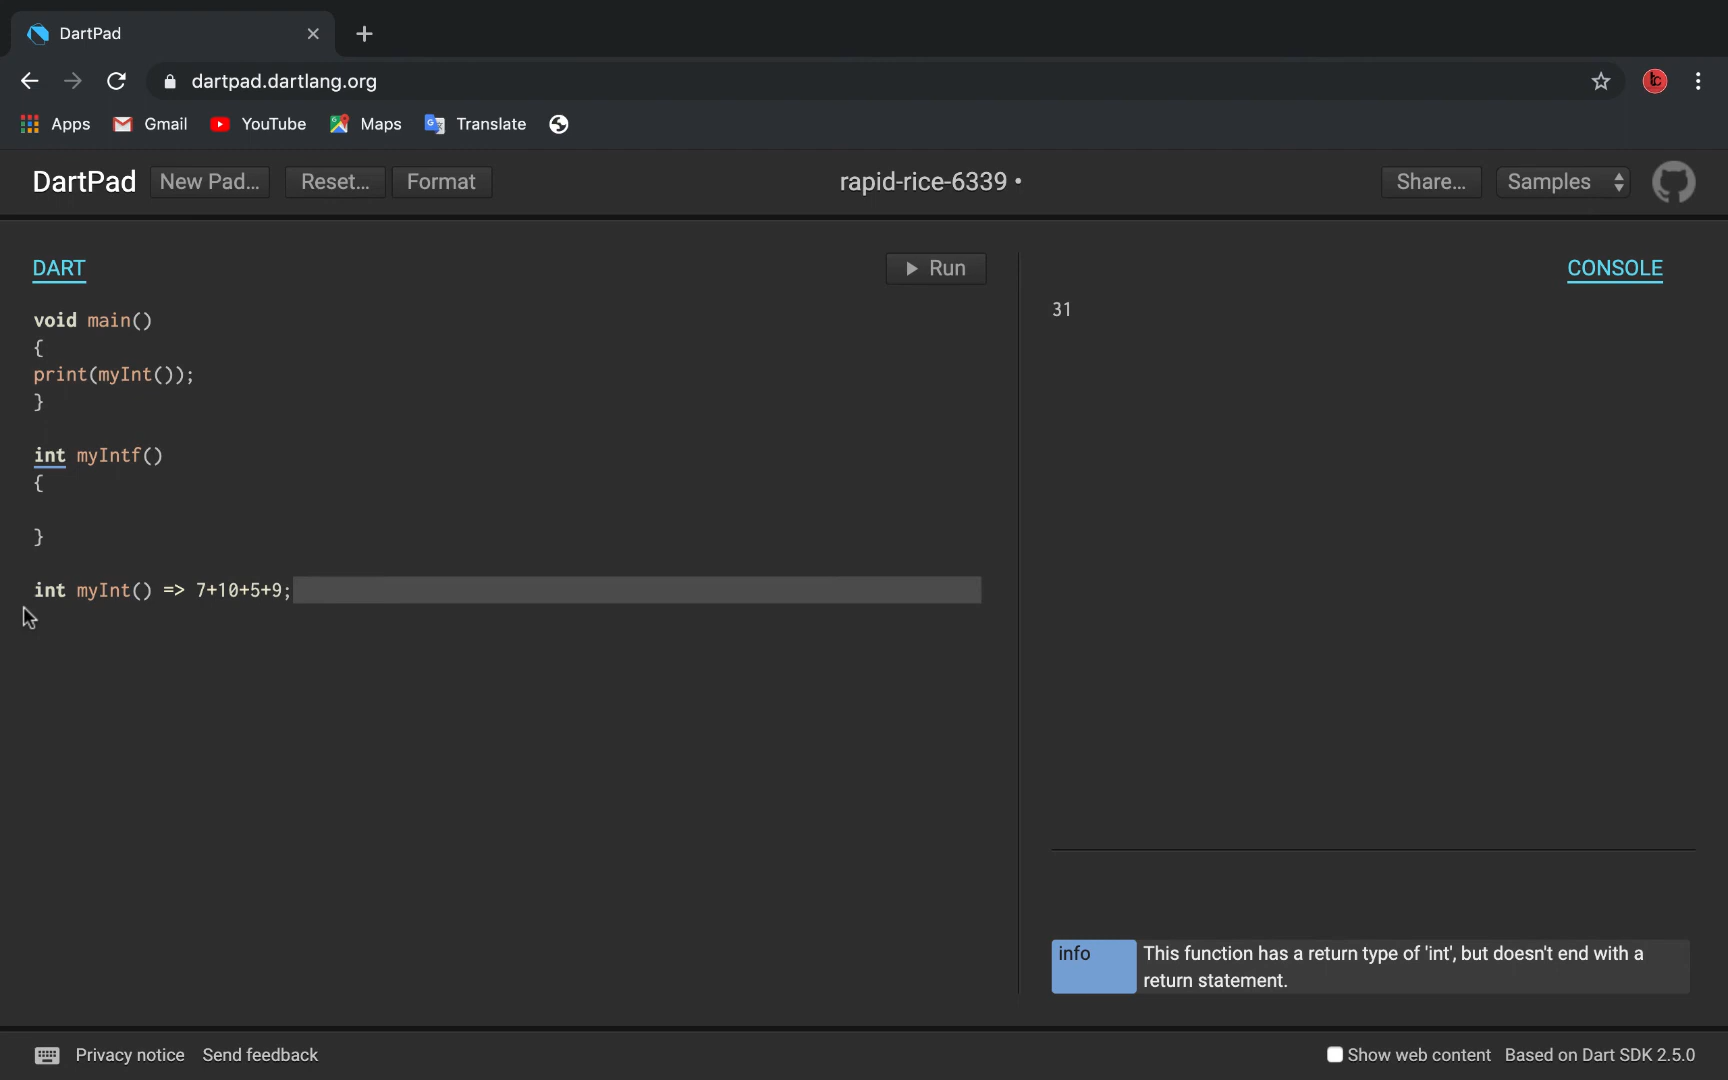 DartPad
dartpad.dartlang.org
Apps Gmail YouTube Maps Translate
DartPad New Pad... Reset... Format rapid-rice-6339 • Share... Samples
DART Run CONSOLE
void main()
{
print(myInt());
}
int myIntf()
{
}
int myInt() => 7+10+5+9;
31
info This function has a return type of 'int', but doesn't end with a
return statement.
Privacy notice Send feedback Show web content Based on Dart SDK 2.5.0